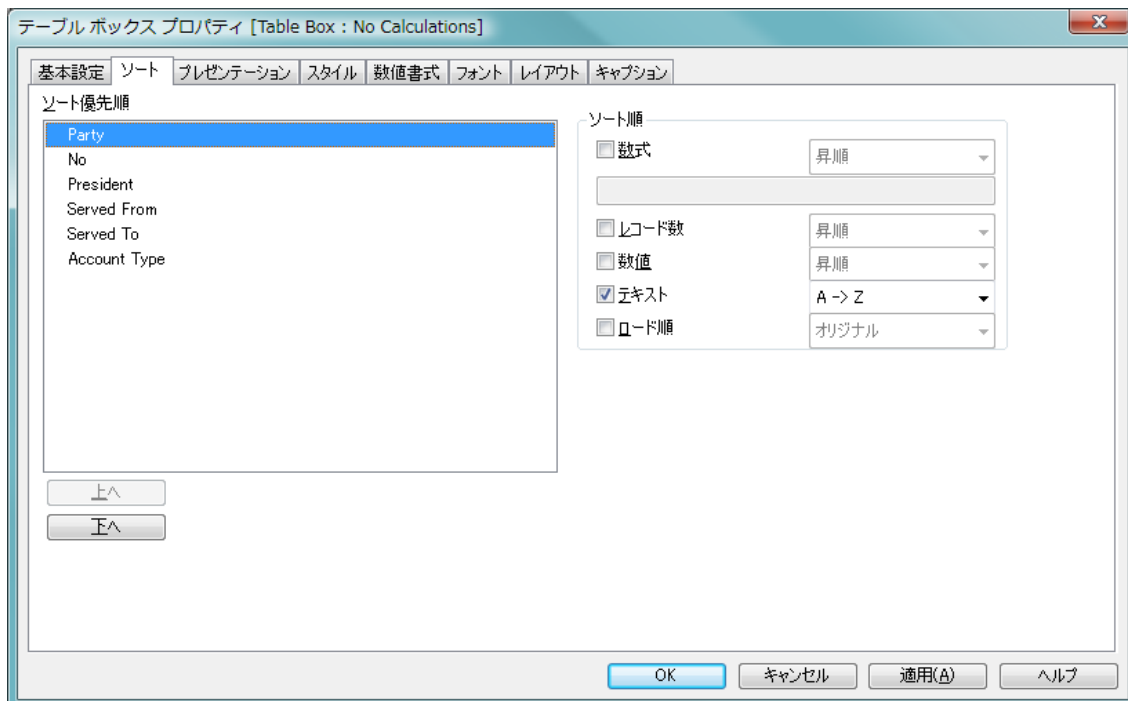 テーブル ボックス プロパティ [Table Box : No Calculations]
基本設定 ソート プレゼンテーション スタイル 数値書式 フォント レイアウト キャプション
ソート優先順
Party
No
President
Served From
Served To
Account Type
上へ
下へ
ソート順
数式 昇順
レコード数 昇順
数値 昇順
テキスト A -> Z
ロード順 オリジナル
OK キャンセル 適用(A) ヘルプ